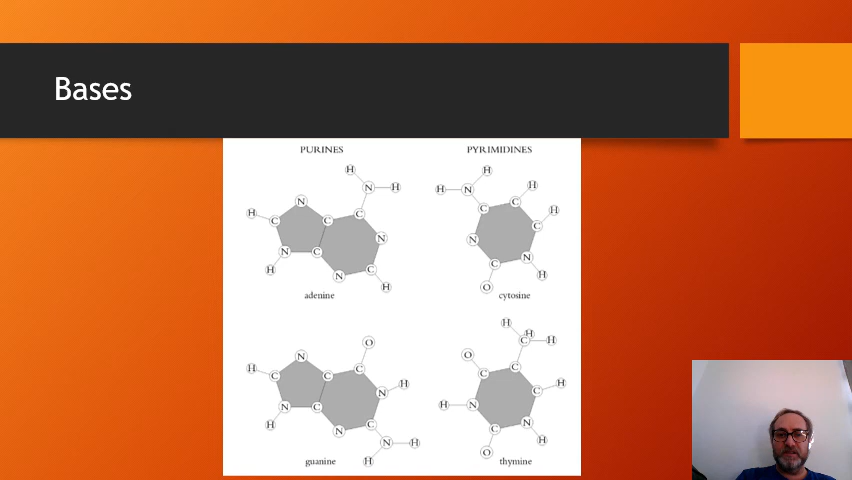 Bases
PURINES
H
N H
N
H C C C
N
N C
H N C
H
adenine
PYRIMIDINES
H
H N H
C C H
C
N
C N
H
O
cytosine
O
N
H C C C
H
N
N C
H N C
N H
H
guanine
H
H
C H
O
C C
C H
H N
C N
H
O
thymine